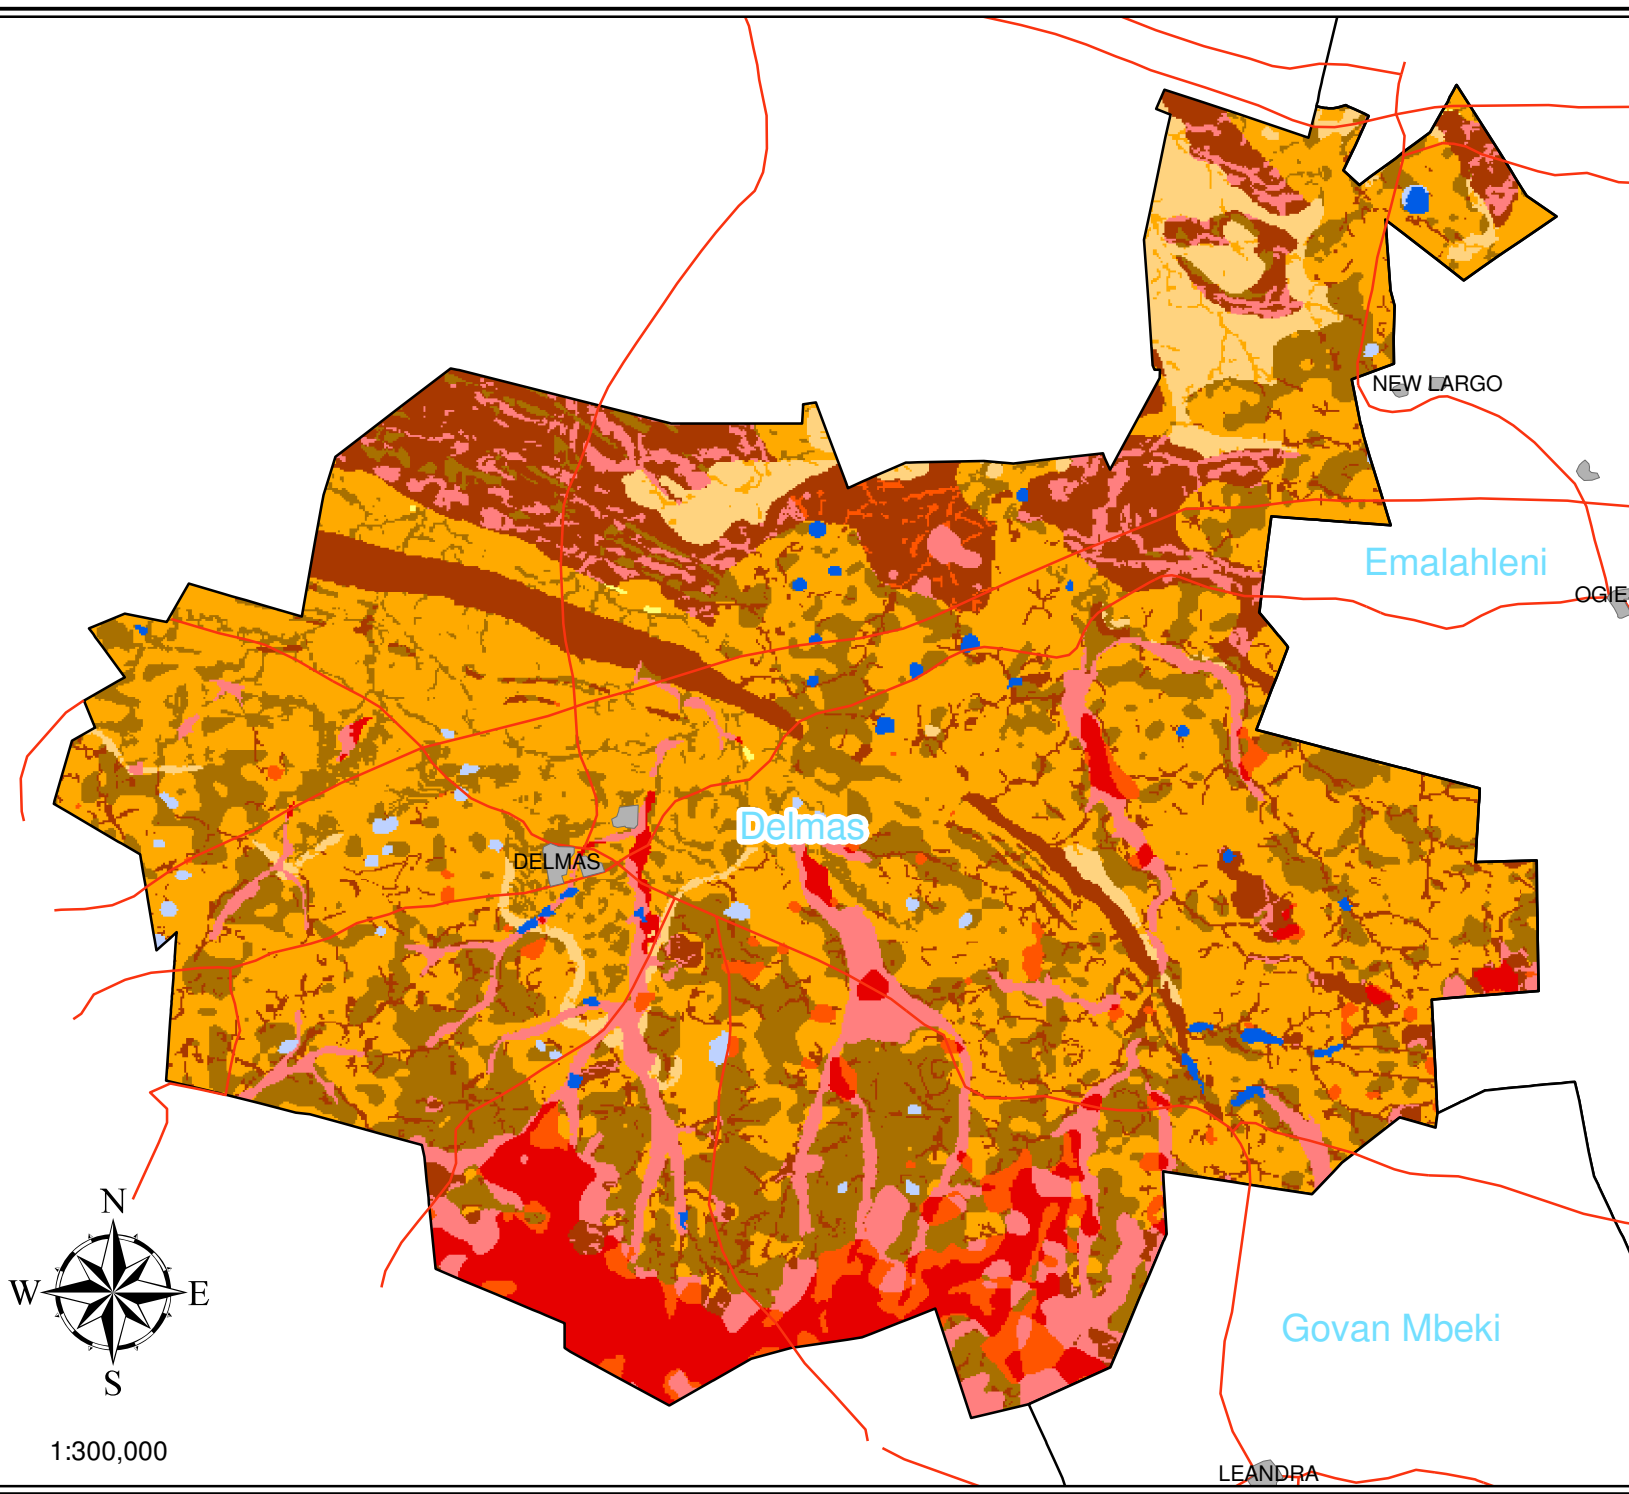 NEW LARGO
Emalahleni
OGIE
Delmas
DELMAS
N
W
E
S
Govan Mbeki
1:300,000
LEANDRA